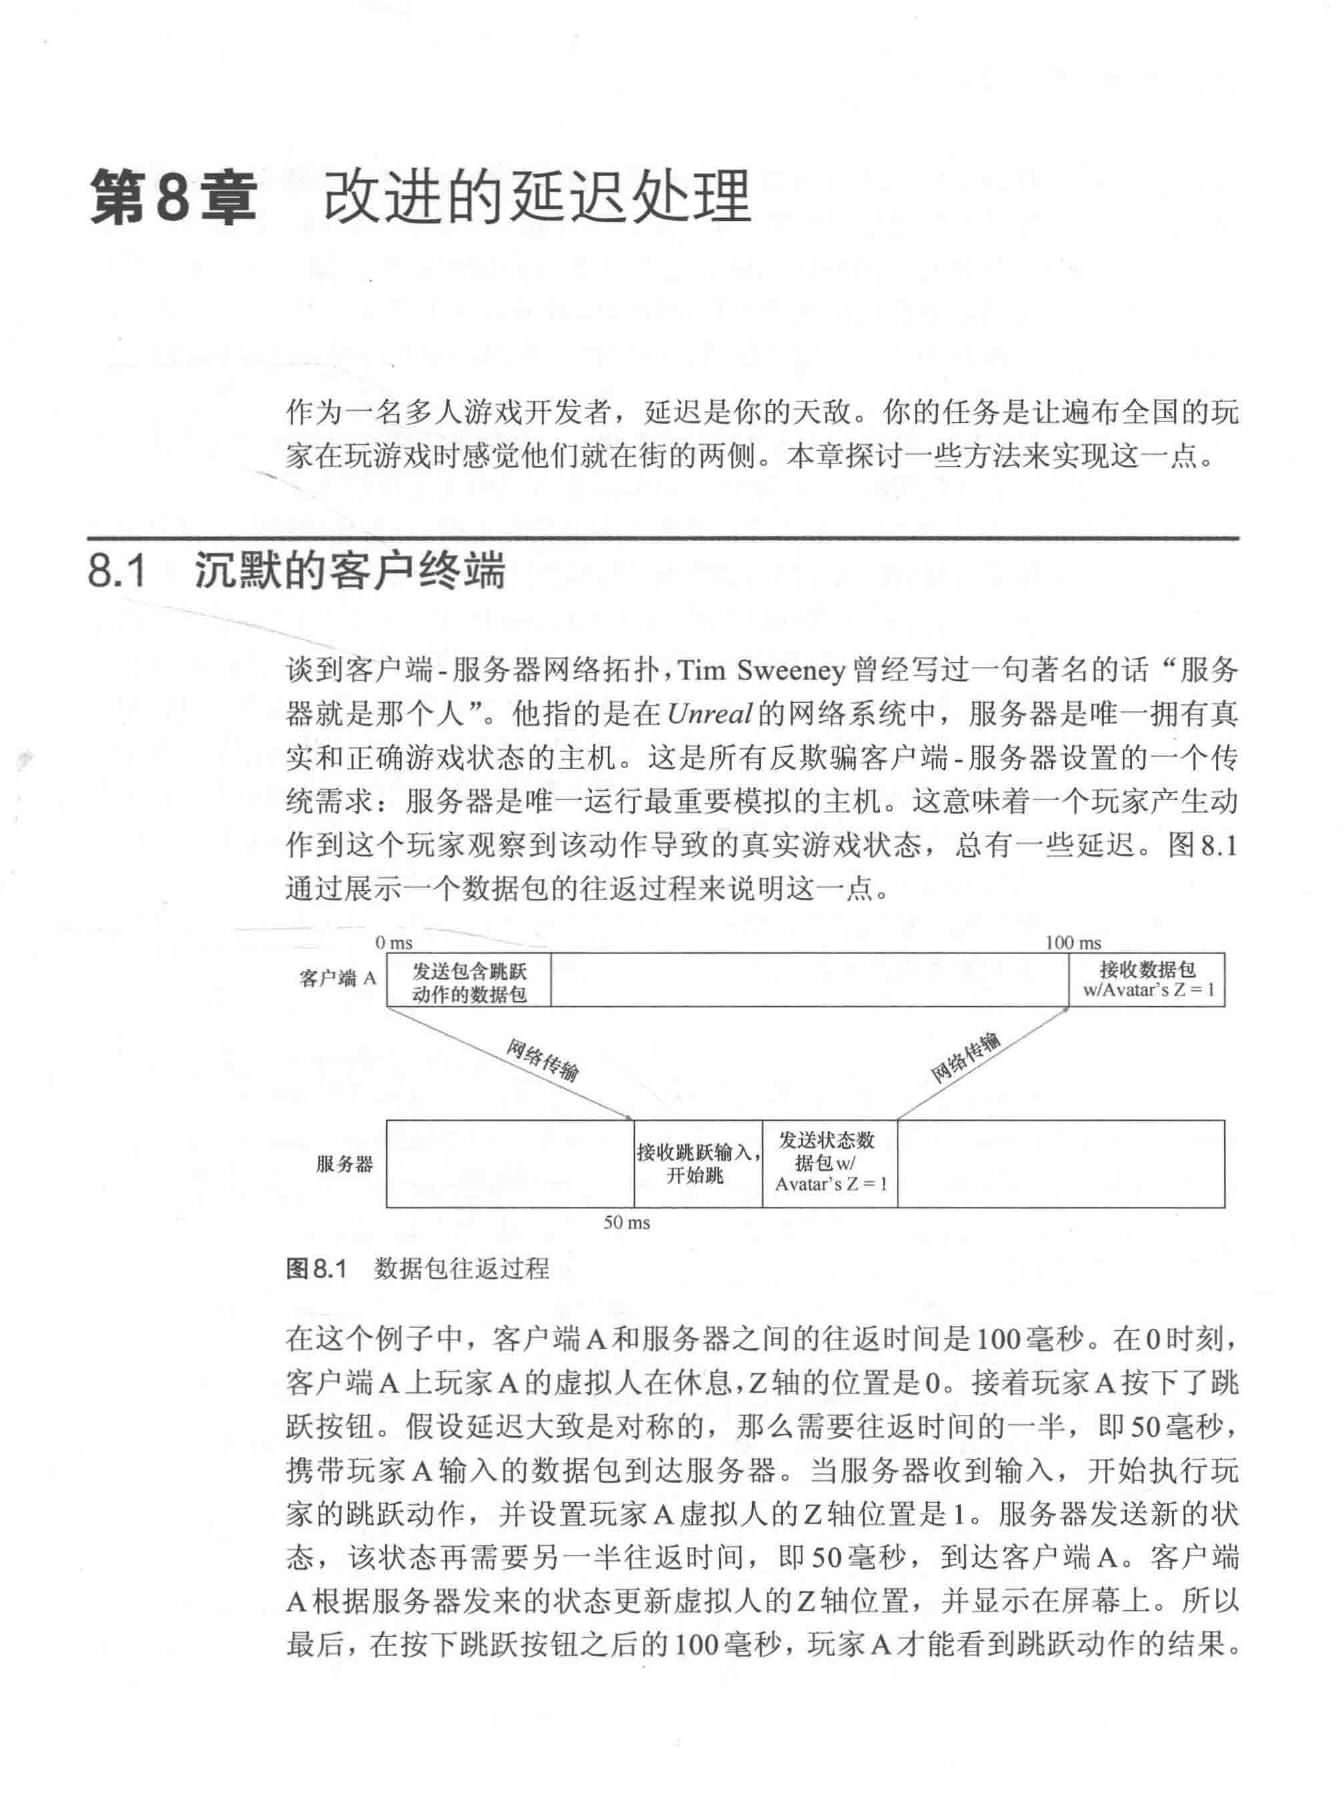 第8章 改进的延迟处理
作为一名多人游戏开发者，延迟是你的天敌。你的任务是让遍布全国的玩
家在玩游戏时感觉他们就在街的两侧。本章探讨一些方法来实现这一点。
8.1 沉默的客户终端
谈到客户端-服务器网络拓扑，Tim Sweeney曾经写过一句著名的话“服务
器就是那个人”。他指的是在Unreal的网络系统中，服务器是唯一拥有真
实和正确游戏状态的主机。这是所有反欺骗客户端-服务器设置的一个传
统需求：服务器是唯一运行最重要模拟的主机。这意味着一个玩家产生动
作到这个玩家观察到该动作导致的真实游戏状态，总有一些延迟。图8.1
通过展示一个数据包的往返过程来说明这一点。
0 ms
100 ms
客户端 A
发送包含跳跃
动作的数据包
接收数据包
w/Avatar's Z = 1
网络传输
网络传输
服务器
接收跳跃输入，
开始跳
发送状态数
据包w/
Avatar's Z = 1
50 ms
图8.1 数据包往返过程
在这个例子中，客户端A和服务器之间的往返时间是100毫秒。在0时刻，
客户端A上玩家A的虚拟人在休息，Z轴的位置是0。接着玩家A按下了跳
跃按钮。假设延迟大致是对称的，那么需要往返时间的一半，即50毫秒，
携带玩家A输入的数据包到达服务器。当服务器收到输入，开始执行玩
家的跳跃动作，并设置玩家A虚拟人的Z轴位置是1。服务器发送新的状
态，该状态再需要另一半往返时间，即50毫秒，到达客户端A。客户端
A根据服务器发来的状态更新虚拟人的Z轴位置，并显示在屏幕上。所以
最后，在按下跳跃按钮之后的100毫秒，玩家A才能看到跳跃动作的结果。